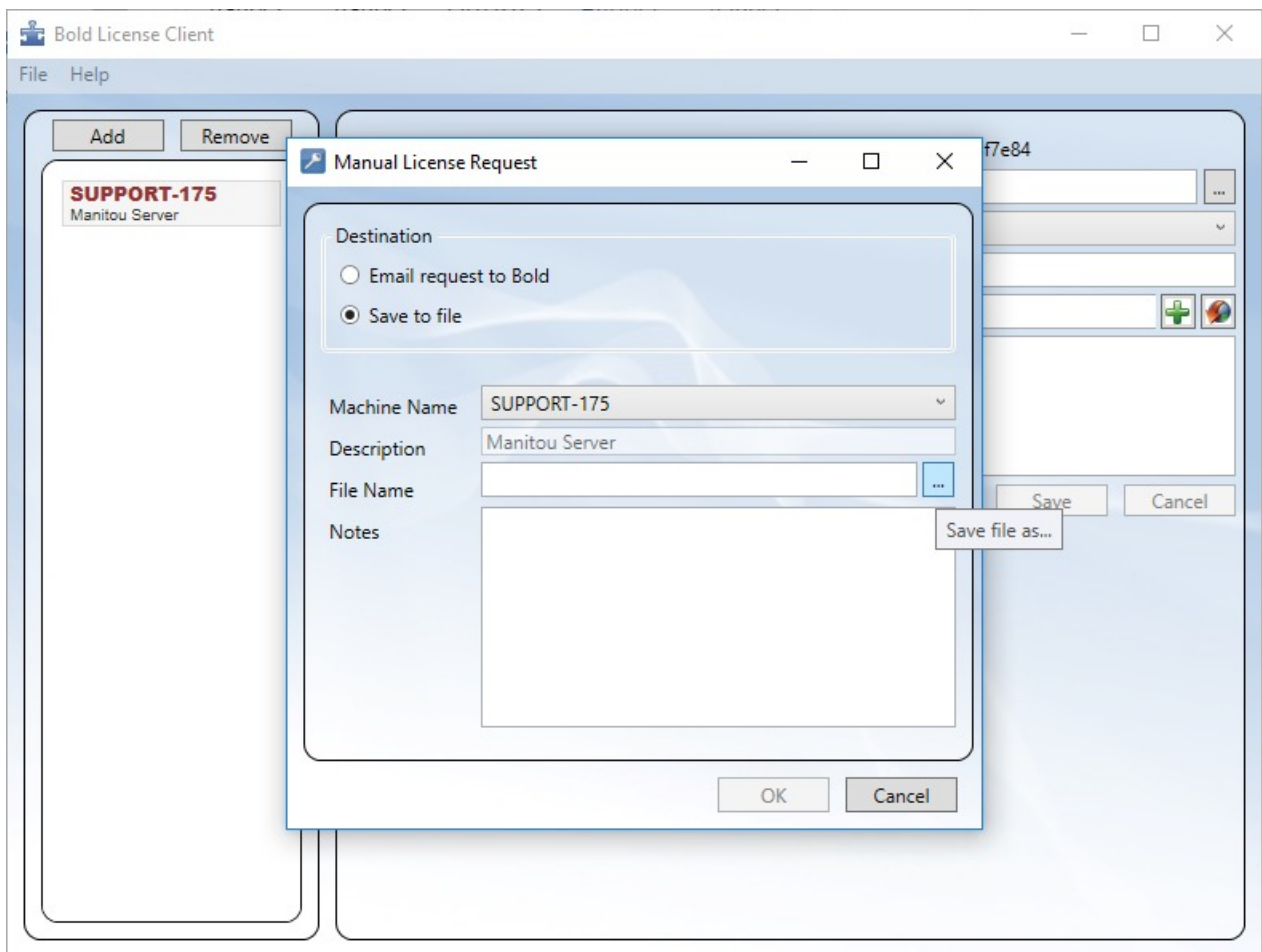 Bold License Client
File Help
Add Remove
f7e84
...
SUPPORT-175
Manitou Server
Manual License Request
Destination
Email request to Bold
Save to file
Machine Name SUPPORT-175
Description Manitou Server
File Name ...
Save Cancel
Save file as...
Notes
OK Cancel